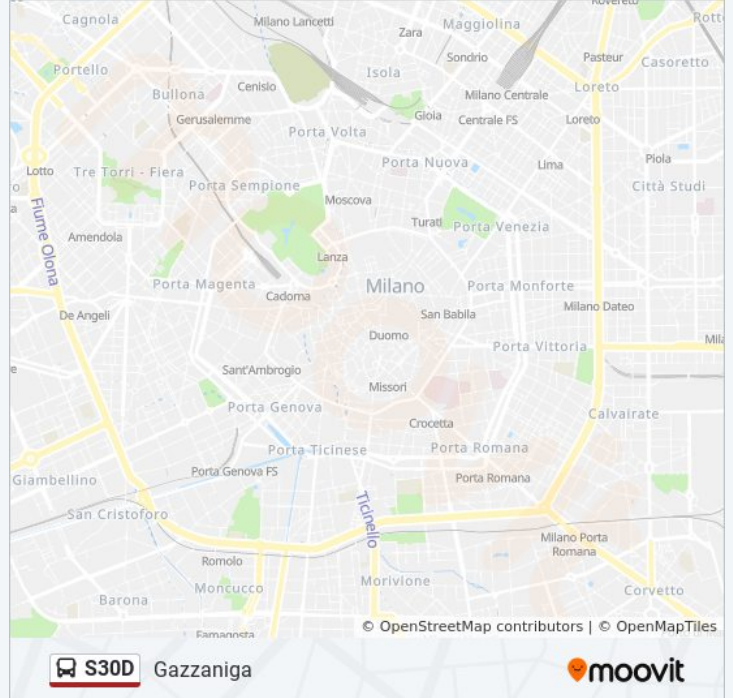 Rovereto
Cagnola
Milano Lancetti
Maggiolina
Zara
Sondrio
Pasteur
Casoretto
Portello
Isola
Loreto
Bullona
Cenisio
Milano Centrale
Gerusalemme
Gioia
Centrale FS
Loreto
Porta Volta
Lotto
Tre Torri - Fiera
Porta Nuova
Lima
Piola
Porta Sempione
Città Studi
Moscova
Fiume Olona
Turati
Porta Venezia
Amendola
Lanza
Porta Magenta
Cadorna
Milano
Porta Monforte
De Angeli
San Babila
Milano Dateo
Duomo
Porta Vittoria
Sant'Ambrogio
Missori
Porta Genova
Crocetta
Calvairate
Porta Ticinese
Porta Romana
Giambellino
Porta Genova FS
Porta Romana
San Cristoforo
Ticinello
Milano Porta
Romana
Romolo
Moncucco
Morivione
Corvetto
Barona
Famagosta
© OpenStreetMap contributors | © OpenMapTiles
S30D Gazzaniga
moovit